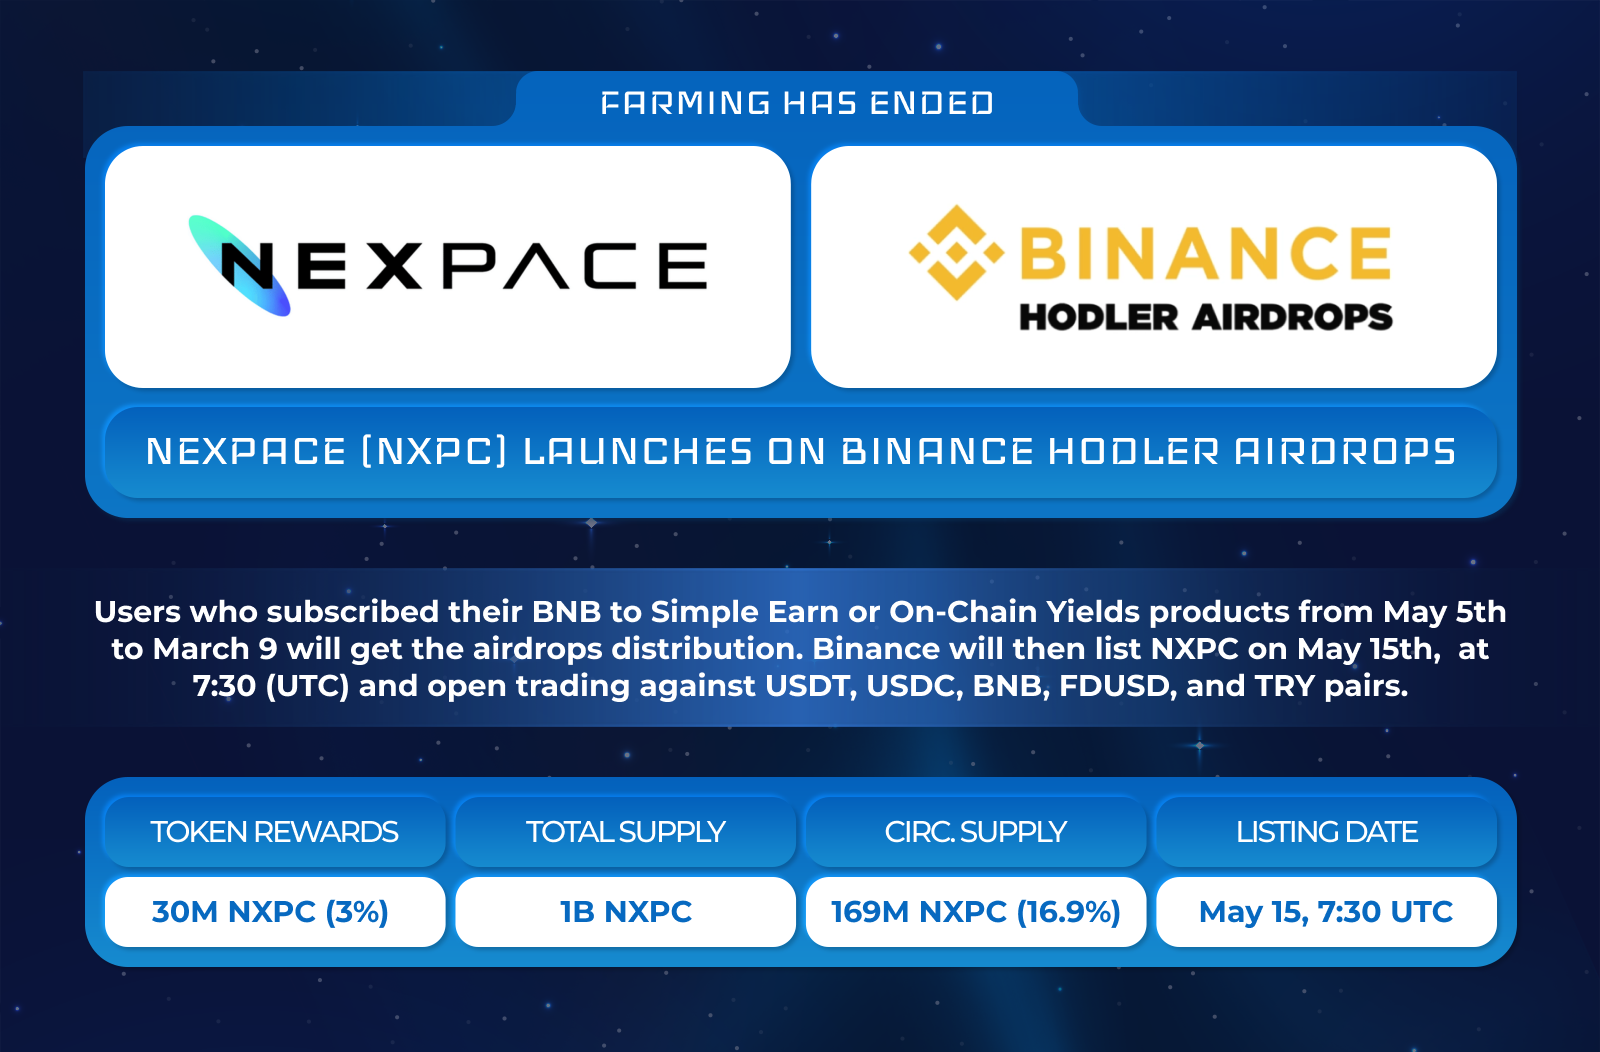 FARMING HAS ENDED
NEXPACE
BINANCE
HODLER AIRDROPS
NEXPACE (NXPC) LAUNCHES ON BINANCE HODLER AIRDROPS
Users who subscribed their BNB to Simple Earn or On-Chain Yields products from May 5th
to March 9 will get the airdrops distribution. Binance will then list NXPC on May 15th,  at
7:30 (UTC) and open trading against USDT, USDC, BNB, FDUSD, and TRY pairs.
TOKEN REWARDS TOTAL SUPPLY CIRC. SUPPLY LISTING DATE
30M NXPC (3%) 1B NXPC 169M NXPC (16.9%) May 15, 7:30 UTC